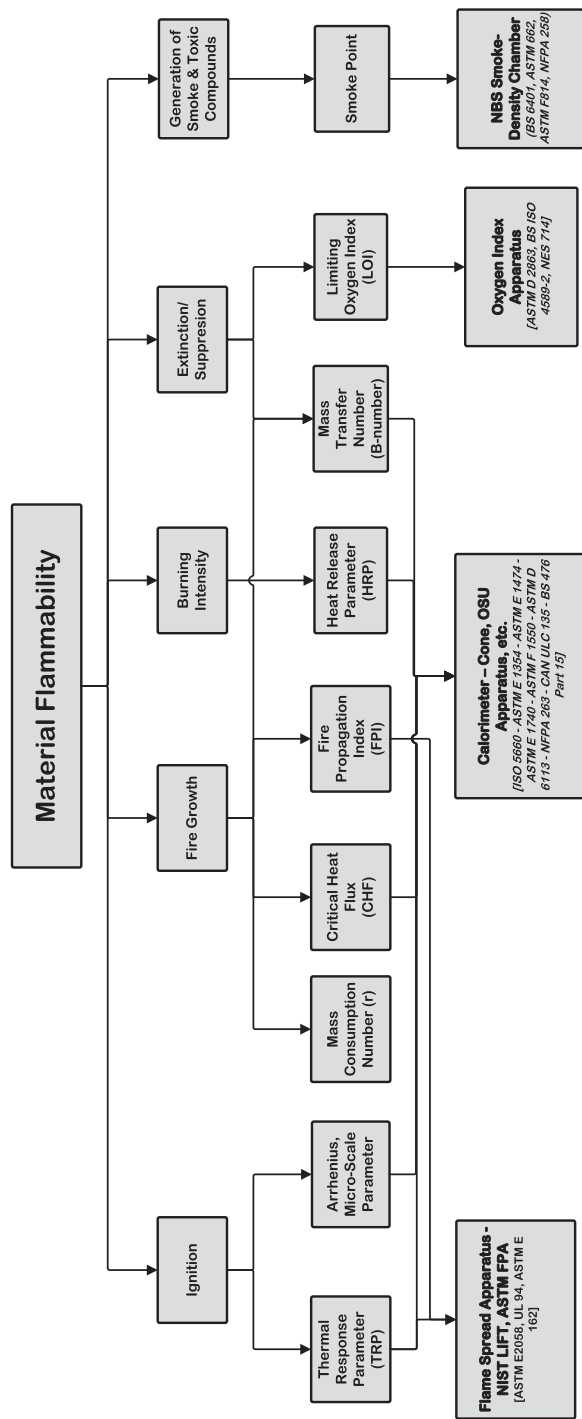 Material Flammability
Ignition
Fire Growth
Burning
Intensity
Extinction/
Suppresion
Generation of
Smoke & Toxic
Compounds
Thermal
Response
Parameter
(TRP)
Arrhenius,
Micro-Scale
Parameter
Mass
Consumption
Number (r)
Critical Heat
Flux
(CHF)
Fire
Propagation
Index
(FPI)
Heat Release
Parameter
(HRP)
Mass
Transfer
Number
(B-number)
Limiting
Oxygen Index
(LOI)
Smoke Point
Flame Spread Apparatus -
NIST LIFT, ASTM FPA
[ASTM E2058, UL 94, ASTM E
162]
Calorimeter – Cone, OSU
Apparatus, etc.
[ISO 5660 - ASTM E 1354 - ASTM E 1474 -
ASTM E 1740 - ASTM F 1550 - ASTM D
6113 - NFPA 263 - CAN ULC 135 - BS 476
Part 15]
Oxygen Index
Apparatus
[ASTM D 2863, BS ISO
4589-2, NES 714]
NBS Smoke-
Density Chamber
(BS 6401, ASTM 662,
ASTM F814, NFPA 258)